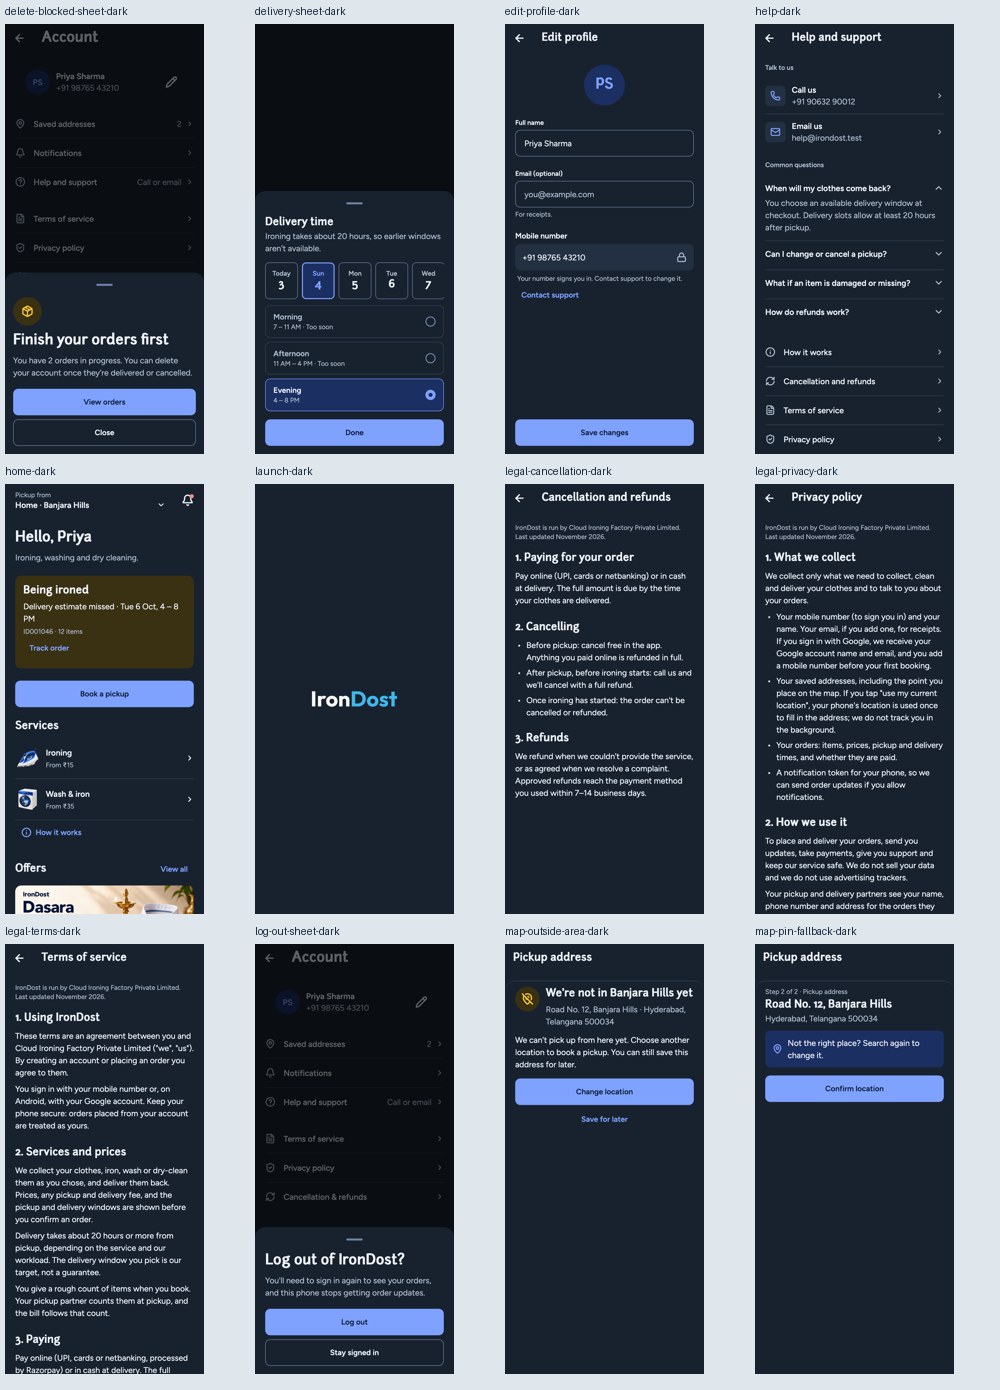 delete-blocked-sheet-dark
Account
PS
Priya Sharma
+91 98765 43210
Saved addresses 2
Notifications
Help and support Call or email
Terms of service
Privacy policy
Finish your orders first
You have 2 orders in progress. You can delete
your account once they're delivered or cancelled.
View orders
Close
delivery-sheet-dark
Delivery time
Ironing takes about 20 hours, so earlier windows
aren't available.
Today Sun Mon Tue Wed
3 4 5 6 7
Morning
7 – 11 AM · Too soon
Afternoon
11 AM – 4 PM · Too soon
Evening
4 – 8 PM
Done
edit-profile-dark
Edit profile
PS
Full name
Priya Sharma
Email (optional)
you@example.com
For receipts.
Mobile number
+91 98765 43210
Your number signs you in. Contact support to change it.
Contact support
Save changes
help-dark
Help and support
Talk to us
Call us
+91 90632 90012
Email us
help@irondost.test
Common questions
When will my clothes come back?
You choose an available delivery window at
checkout. Delivery slots allow at least 20 hours
after pickup.
Can I change or cancel a pickup?
What if an item is damaged or missing?
How do refunds work?
How it works
Cancellation and refunds
Terms of service
Privacy policy
home-dark
Pickup from
Home · Banjara Hills
Hello, Priya
Ironing, washing and dry cleaning.
Being ironed
Delivery estimate missed · Tue 6 Oct, 4 – 8
PM
ID001046 · 12 items
Track order
Book a pickup
Services
Ironing
From ₹15
Wash & iron
From ₹35
How it works
Offers View all
IronDost
Dasara
launch-dark
IronDost
legal-cancellation-dark
Cancellation and refunds
IronDost is run by Cloud Ironing Factory Private Limited.
Last updated November 2026.
1. Paying for your order
Pay online (UPI, cards or netbanking) or in cash
at delivery. The full amount is due by the time
your clothes are delivered.
2. Cancelling
• Before pickup: cancel free in the app.
Anything you paid online is refunded in full.
• After pickup, before ironing starts: call us and
we'll cancel with a full refund.
• Once ironing has started: the order can't be
cancelled or refunded.
3. Refunds
We refund when we couldn't provide the service,
or as agreed when we resolve a complaint.
Approved refunds reach the payment method
you used within 7–14 business days.
legal-privacy-dark
Privacy policy
IronDost is run by Cloud Ironing Factory Private Limited.
Last updated November 2026.
1. What we collect
We collect only what we need to collect, clean
and deliver your clothes and to talk to you about
your orders.
• Your mobile number (to sign you in) and your
name. Your email, if you add one, for receipts.
If you sign in with Google, we receive your
Google account name and email, and you add
a mobile number before your first booking.
• Your saved addresses, including the point you
place on the map. If you tap "use my current
location", your phone's location is used once
to fill in the address; we do not track you in
the background.
• Your orders: items, prices, pickup and delivery
times, and whether they are paid.
• A notification token for your phone, so we
can send order updates if you allow
notifications.
2. How we use it
To place and deliver your orders, send you
updates, take payments, give you support and
keep our service safe. We do not sell your data
and we do not use advertising trackers.
Your pickup and delivery partners see your name,
phone number and address for the orders they
legal-terms-dark
Terms of service
IronDost is run by Cloud Ironing Factory Private Limited.
Last updated November 2026.
1. Using IronDost
These terms are an agreement between you and
Cloud Ironing Factory Private Limited ("we", "us").
By creating an account or placing an order you
agree to them.
You sign in with your mobile number or, on
Android, with your Google account. Keep your
phone secure: orders placed from your account
are treated as yours.
2. Services and prices
We collect your clothes, iron, wash or dry-clean
them as you chose, and deliver them back.
Prices, any pickup and delivery fee, and the
pickup and delivery windows are shown before
you confirm an order.
Delivery takes about 20 hours or more from
pickup, depending on the service and our
workload. The delivery window you pick is our
target, not a guarantee.
You give a rough count of items when you book.
Your pickup partner counts them at pickup, and
the bill follows that count.
3. Paying
Pay online (UPI, cards or netbanking, processed
by Razorpay) or in cash at delivery. The full
log-out-sheet-dark
Account
PS
Priya Sharma
+91 98765 43210
Saved addresses 2
Notifications
Help and support Call or email
Terms of service
Privacy policy
Cancellation & refunds
Log out of IronDost?
You'll need to sign in again to see your orders,
and this phone stops getting order updates.
Log out
Stay signed in
map-outside-area-dark
Pickup address
We're not in Banjara Hills yet
Road No. 12, Banjara Hills · Hyderabad,
Telangana 500034
We can't pick up from here yet. Choose another
location to book a pickup. You can still save this
address for later.
Change location
Save for later
map-pin-fallback-dark
Pickup address
Step 2 of 2 · Pickup address
Road No. 12, Banjara Hills
Hyderabad, Telangana 500034
Not the right place? Search again to
change it.
Confirm location